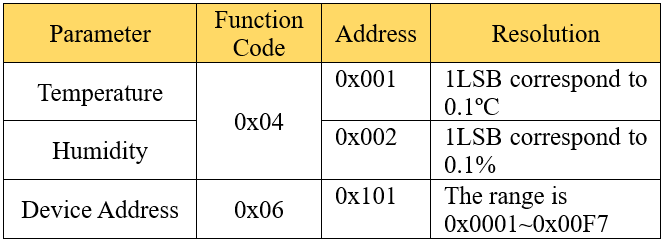 Parameter
Function
Code
Address
Resolution
Temperature
0x04
0x001
1LSB correspond to
0.1ºC
Humidity
0x002
1LSB correspond to
0.1%
Device Address
0x06
0x101
The range is
0x0001~0x00F7